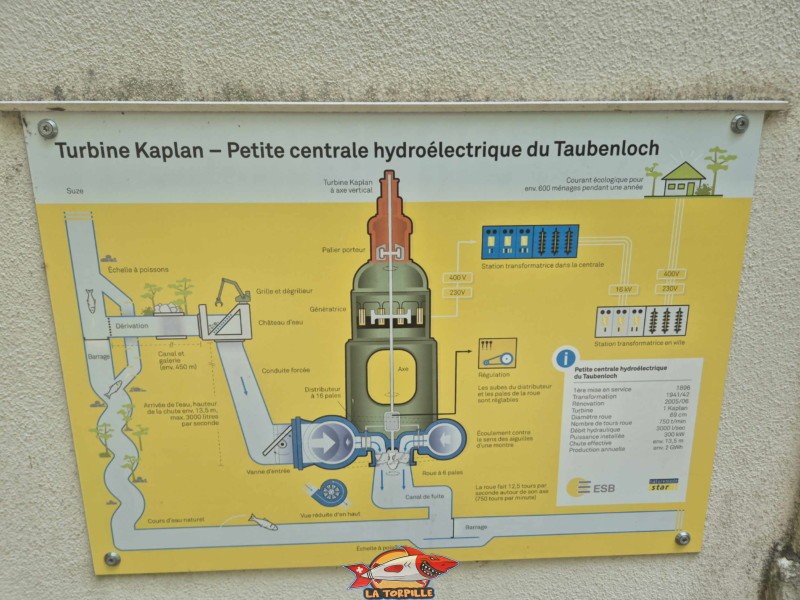 Turbine Kaplan – Petite centrale hydroélectrique du Taubenloch
Suze
Turbine Kaplan
à axe vertical
Courant écologique pour
env. 600 ménages pendant une année
Palier porteur
Echelle à poissons
Grille et dégrilleur
Génératrice
Château d'eau
Dérivation
400 V
230V
Station transformatrice dans la centrale
16 kV
400V
230V
Station transformatrice en ville
Barrage
Canal et
galerie
(env. 450 m)
Conduite forcée
Axe
Régulation
Distributeur
à 16 pales
Les aubes du distributeur
et les pales de la roue
sont réglables
Arrivée de l'eau, hauteur
de la chute env. 13,5 m,
max. 3000 litres
par seconde
Ecoulement contre
le sens des aiguilles
d'une montre
Vanne d'entrée
Roue à 6 pales
Vue réduite d'en haut
Canal de fuite
La roue fait 12,5 tours par
seconde autour de son axe
(750 tours par minute)
Cours d'eau naturel
Barrage
Echelle à
i
Petite centrale hydroélectrique
du Taubenloch
1ère mise en service 1898
Transformation 1941/42
Rénovation 2005/06
Turbine 1 Kaplan
Diamètre roue 65 cm
Nombre de tours roue 750 t/min
Débit hydraulique 3000 l/sec
Puissance installée 300 kW
Chute effective env. 13,5 m
Production annuelle env. 2 GWh
ESB
naturemade
star
LA TORPILLE